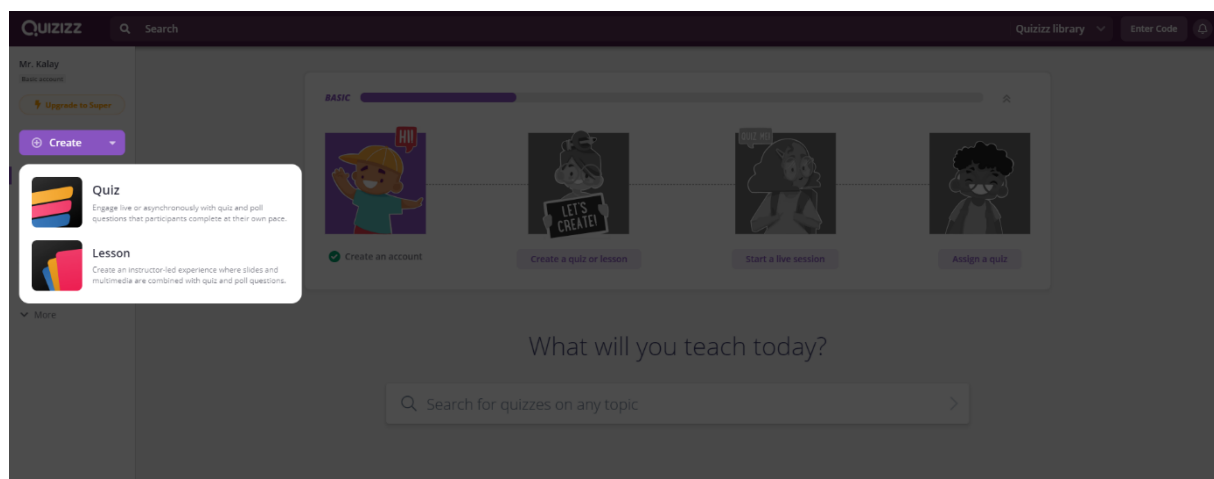 QUIZIZZ
Search
Quizizz library
Enter Code
Mr. Kalay
Basic account
Upgrade to Super
Create
Quiz
Engage live or asynchronously with quiz and poll
questions that participants complete at their own pace.
Lesson
Create an instructor-led experience where slides and
multimedia are combined with quiz and poll questions.
More
BASIC
HI!
LET'S
CREATE!
QUIZ #3
Create an account
Create a quiz or lesson
Start a live session
Assign a quiz
What will you teach today?
Search for quizzes on any topic